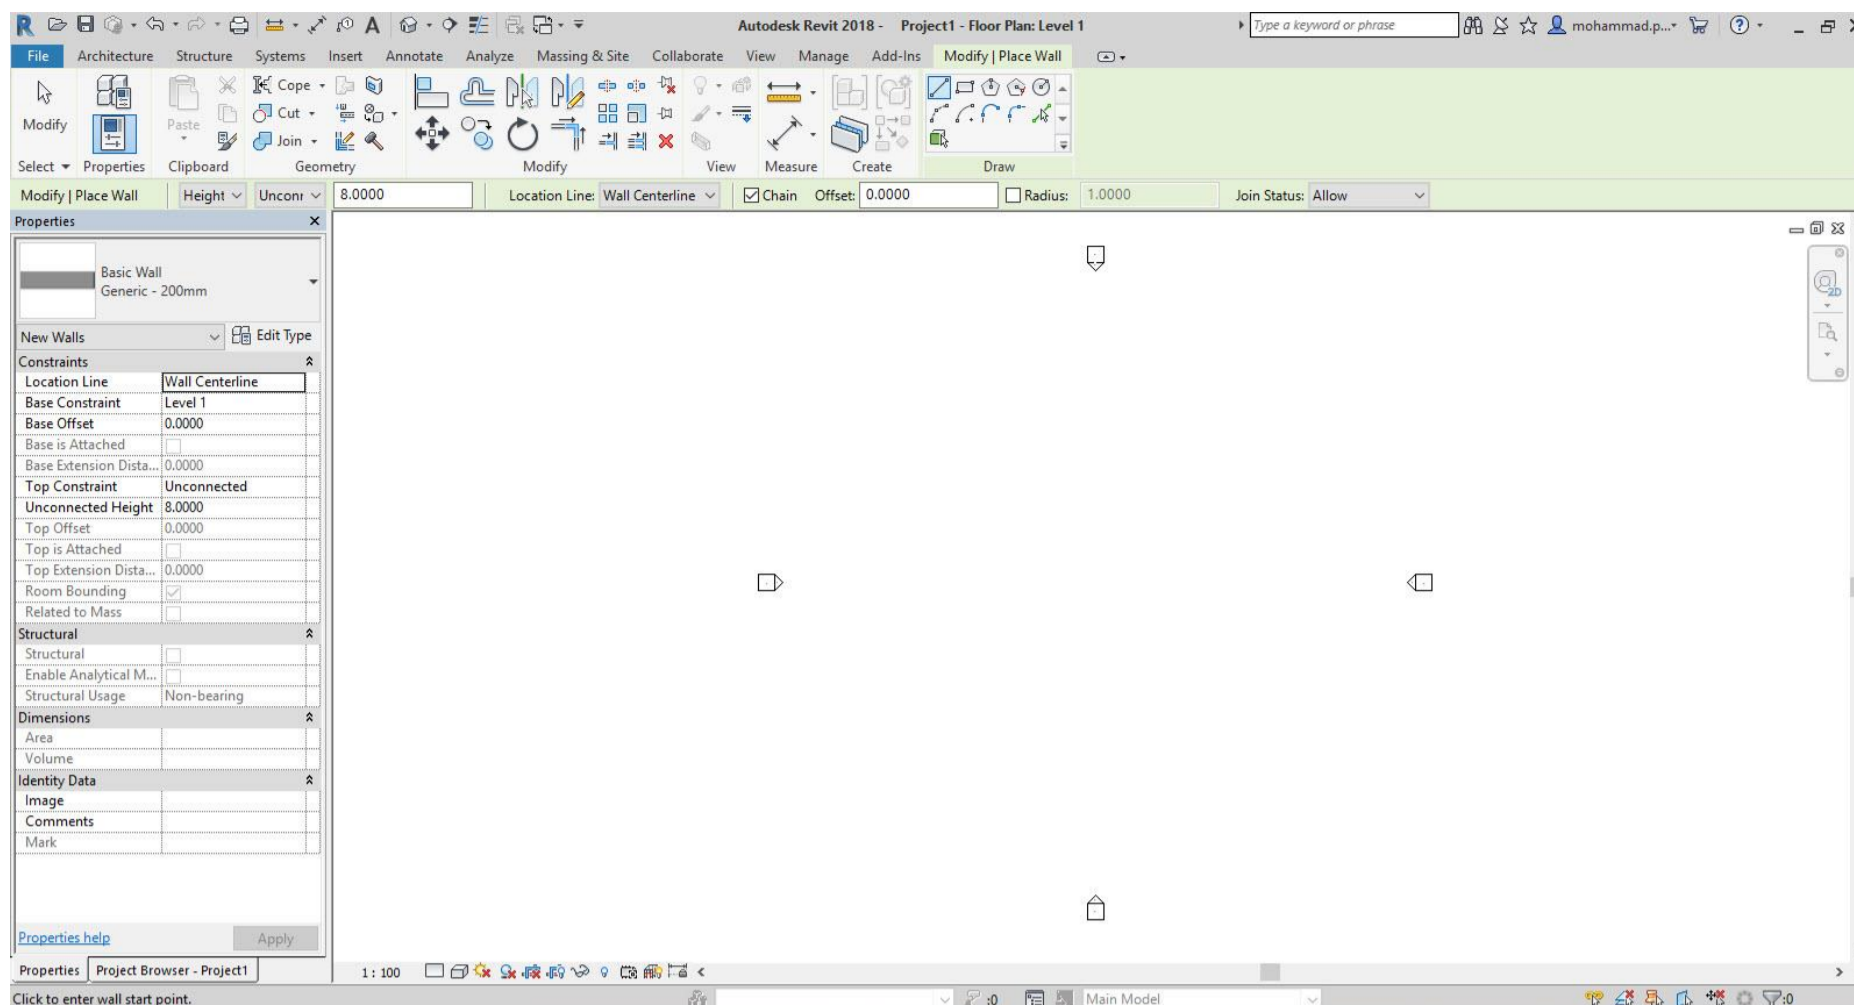 Autodesk Revit 2018 - Project1 - Floor Plan: Level 1 Type a keyword or phrase mohammad.p...
File Architecture Structure Systems Insert Annotate Analyze Massing & Site Collaborate View Manage Add-Ins Modify | Place Wall
Modify Paste Cope Cut Join
Select Properties Clipboard Geometry Modify View Measure Create Draw
Modify | Place Wall Height Unconr 8.0000 Location Line: Wall Centerline Chain Offset: 0.0000 Radius: 1.0000 Join Status: Allow
Properties
Basic Wall
Generic - 200mm
New Walls Edit Type
Constraints
Location Line Wall Centerline
Base Constraint Level 1
Base Offset 0.0000
Base is Attached
Base Extension Dista... 0.0000
Top Constraint Unconnected
Unconnected Height 8.0000
Top Offset 0.0000
Top is Attached
Top Extension Dista... 0.0000
Room Bounding
Related to Mass
Structural
Structural
Enable Analytical M...
Structural Usage Non-bearing
Dimensions
Area
Volume
Identity Data
Image
Comments
Mark
Properties help Apply
Properties Project Browser - Project1 1 : 100
Click to enter wall start point. :0 Main Model :0
2D